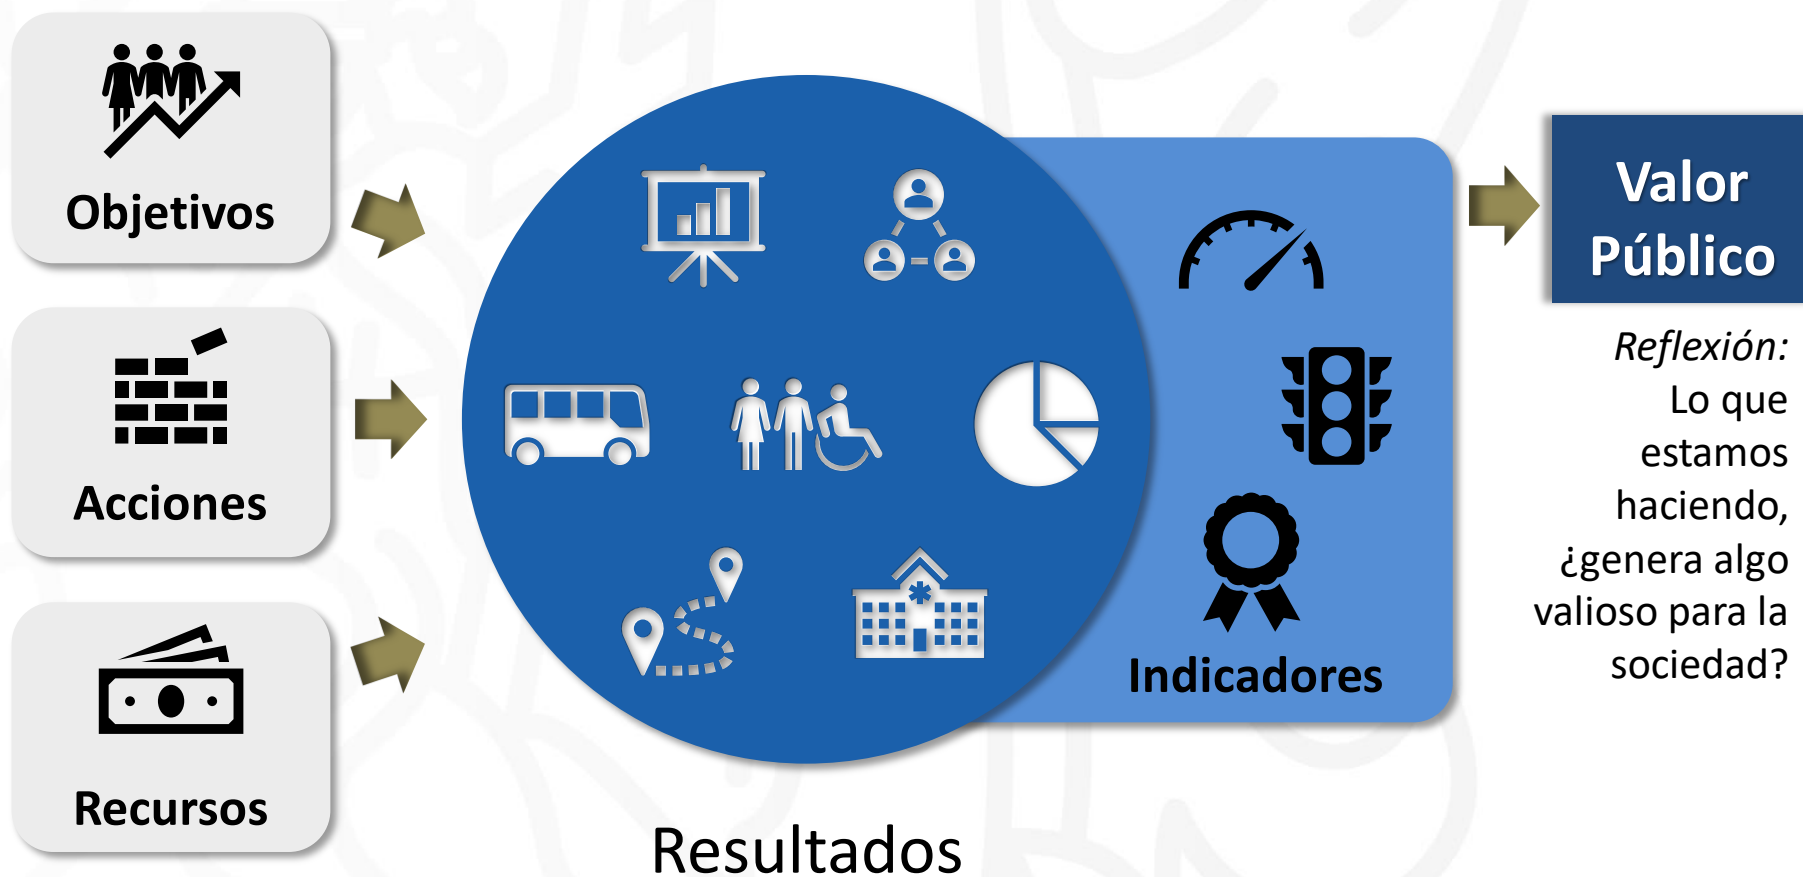 Objetivos
Acciones
Recursos
Resultados
Indicadores
Valor
Público
Reflexión:
Lo que
estamos
haciendo,
¿genera algo
valioso para la
sociedad?